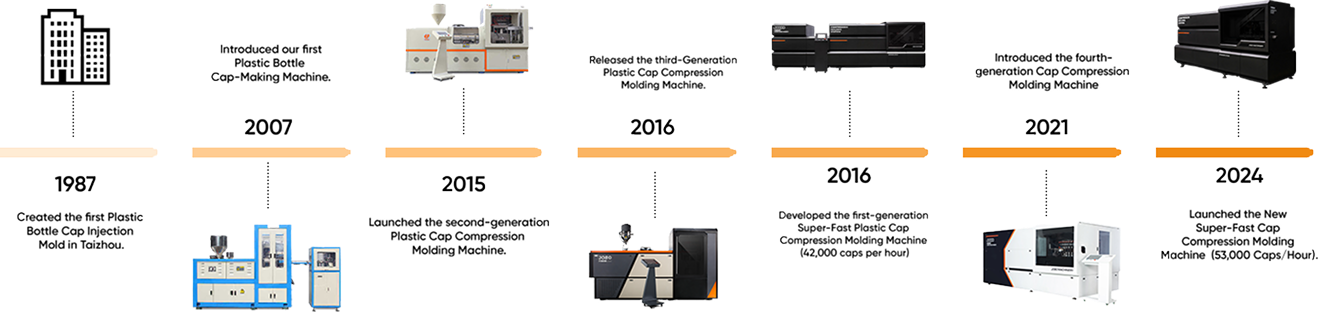 1987
Created the first Plastic
Bottle Cap Injection
Mold in Taizhou.
Introduced our first
Plastic Bottle
Cap-Making Machine.
2007
2015
Launched the second-generation
Plastic Cap Compression
Molding Machine.
Released the third-Generation
Plastic Cap Compression
Molding Machine.
2016
2016
Developed the first-generation
Super-Fast Plastic Cap
Compression Molding Machine
(42,000 caps per hour)
Introduced the fourth-
generation Cap Compression
Molding Machine
2021
2024
Launched the New
Super-Fast Cap
Compression Molding
Machine (53,000 Caps/Hour).